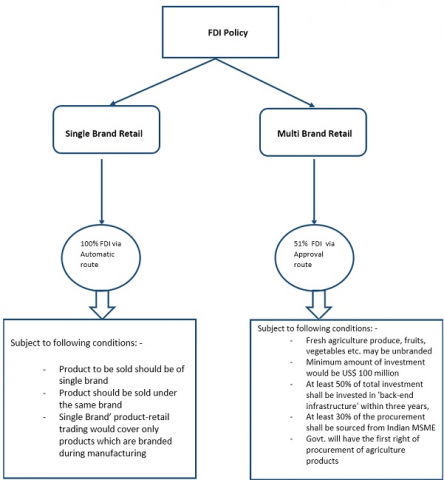 FDI Policy
Single Brand Retail
Multi Brand Retail
100% FDI via
Automatic
route
51% FDI via
Approval
route
Subject to following conditions: -
- Product to be sold should be of
single brand
- Product should be sold under
the same brand
- Single Brand' product-retail
trading would cover only
products which are branded
during manufacturing
Subject to following conditions: -
- Fresh agriculture produce, fruits,
vegetables etc. may be unbranded
- Minimum amount of investment
would be US$ 100 million
- At least 50% of total investment
shall be invested in 'back-end
infrastructure' within three years,
- At least 30% of the procurement
shall be sourced from Indian MSME
- Govt. will have the first right of
procurement of agriculture
products